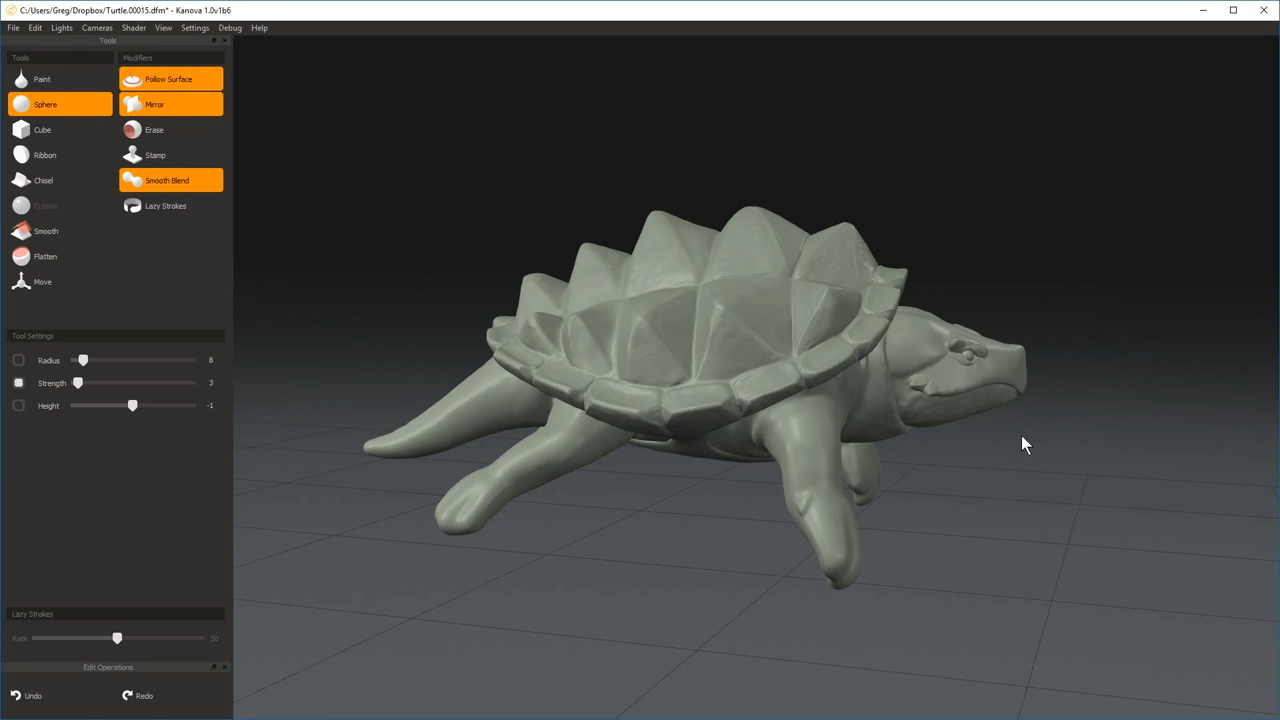 C:/Users/Greg/Dropbox/Turtle.00015.dfm* - Kanova 1.0v1b6
File Edit Lights Cameras Shader View Settings Debug Help
Tools
Tools Modifiers
Paint Follow Surface
Sphere Mirror
Cube Erase
Ribbon Stamp
Chisel Smooth Blend
Custom Lazy Strokes
Smooth
Flatten
Move
Tool Settings
Radius 8
Strength 3
Height -1
Lazy Strokes
Rate 50
Edit Operations
Undo Redo